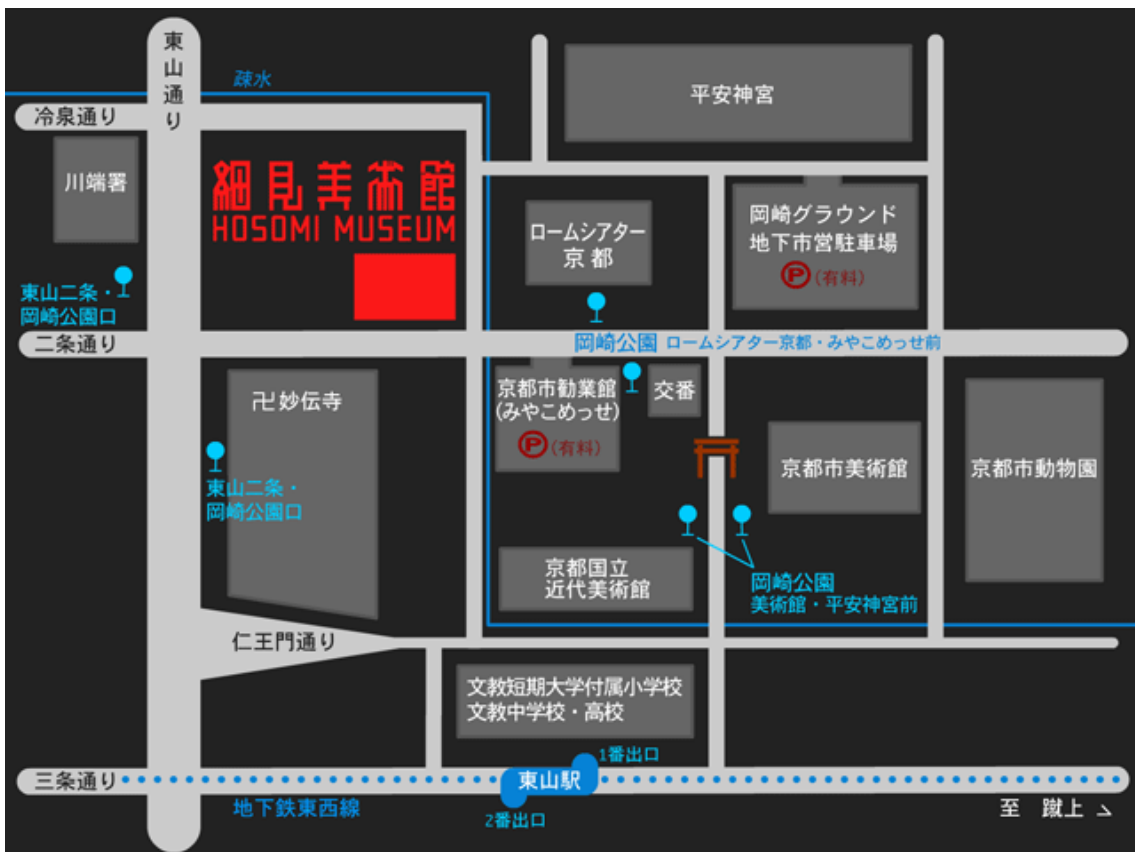 東山通り
疏水
冷泉通り
平安神宮
川端署
細見美術館
HOSOMI MUSEUM
ロームシアター
京都
岡崎グラウンド
地下市営駐車場
P(有料)
東山二条・
岡崎公園口
二条通り
岡崎公園 ロームシアター京都・みやこめっせ前
卍妙伝寺
京都市勧業館
(みやこめっせ)
P(有料)
交番
京都市美術館
京都市動物園
東山二条・
岡崎公園口
京都国立
近代美術館
岡崎公園
美術館・平安神宮前
仁王門通り
文教短期大学付属小学校
文教中学校・高校
1番出口
三条通り
東山駅
地下鉄東西線
2番出口
至 蹴上